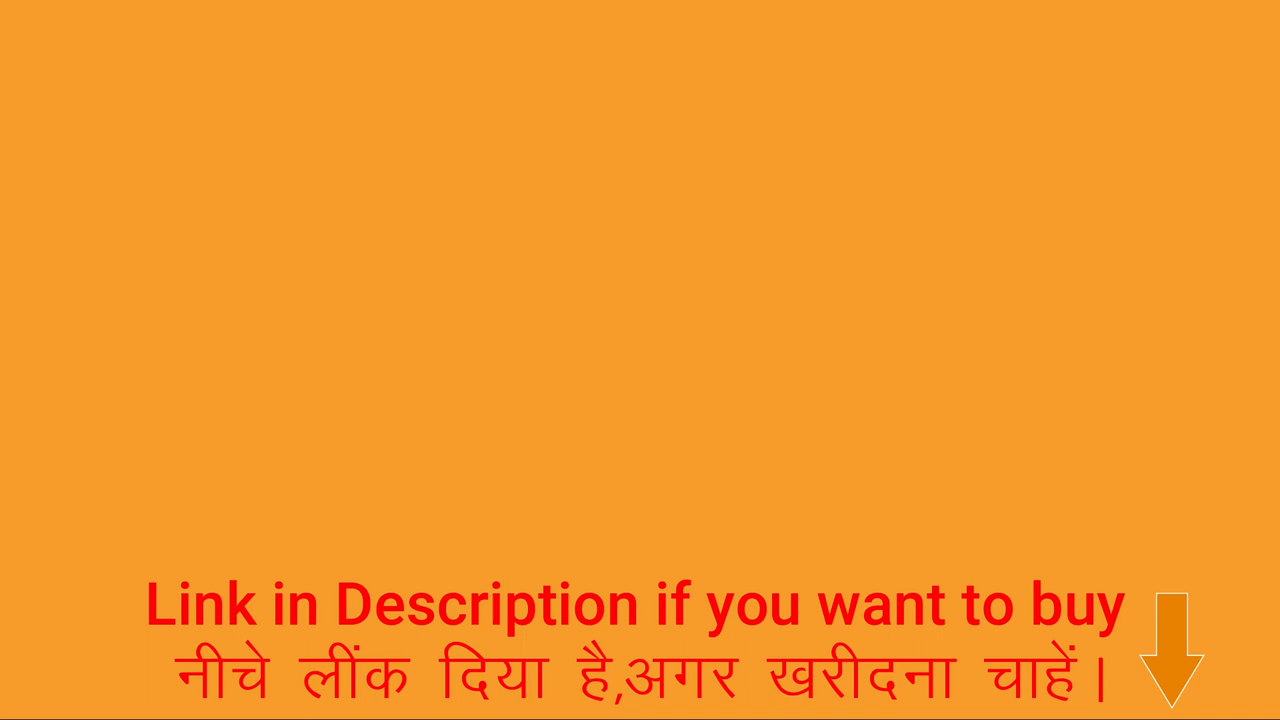 Link in Description if you want to buy
नीचे लींक दिया है,अगर खरीदना चाहें |